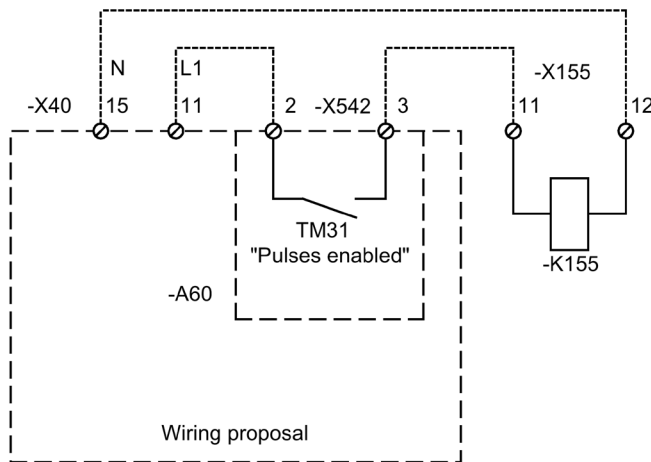 N
L1
-X155
-X40
15
11
2
-X542
3
11
12
TM31
"Pulses enabled"
-K155
-A60
Wiring proposal